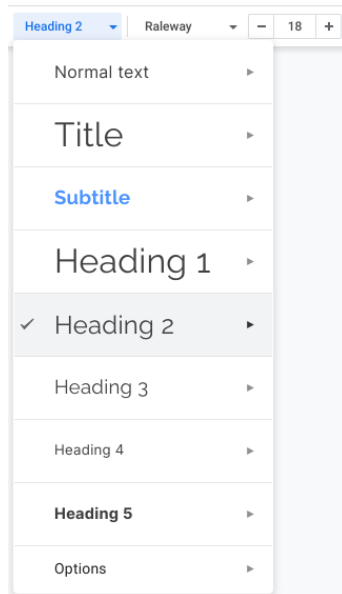 Heading 2 Raleway − 18 +
Normal text
Title
Subtitle
Heading 1
Heading 2
Heading 3
Heading 4
Heading 5
Options